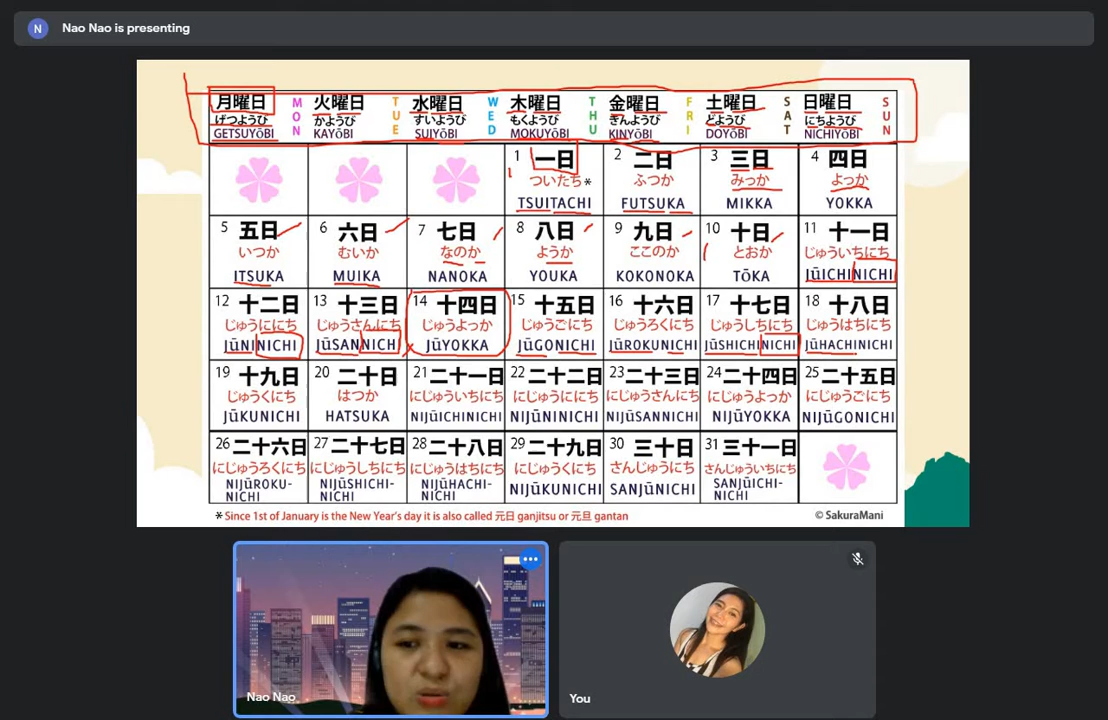 N Nao Nao is presenting
月曜日 MON 火曜日 TUE 水曜日 WED 木曜日 THU 金曜日 FRI 土曜日 SAT 日曜日 SUN
げつようび かようび すいようび もくようび きんようび どようび にちようび
GETSUYōBI KAYōBI SUIYōBI MOKUYōBI KINYōBI DOYōBI NICHIYōBI
1 一日 2 二日 3 三日 4 四日
ついたち* ふつか みっか よっか
TSUITACHI FUTSUKA MIKKA YOKKA
5 五日 6 六日 7 七日 8 八日 9 九日 10 十日 11 十一日
いつか むいか なのか ようか ここのか とおか じゅういちにち
ITSUKA MUIKA NANOKA YOUKA KOKONOKA TōKA JūICHINICHI
12 十二日 13 十三日 14 十四日 15 十五日 16 十六日 17 十七日 18 十八日
じゅうににち じゅうさんにち じゅうよっか じゅうごにち じゅうろくにち じゅうしちにち じゅうはちにち
JūNINICHI JūSANNICHI JūYOKKA JūGONICHI JūROKUNICHI JūSHICHINICHI JūHACHINICHI
19 十九日 20 二十日 21 二十一日 22 二十二日 23 二十三日 24 二十四日 25 二十五日
じゅうくにち はつか にじゅういちにち にじゅうににち にじゅうさんにち にじゅうよっか にじゅうごにち
JūKUNICHI HATSUKA NIJūICHINICHI NIJūNINICHI NIJūSANNICHI NIJūYOKKA NIJūGONICHI
26 二十六日 27 二十七日 28 二十八日 29 二十九日 30 三十日 31 三十一日
にじゅうろくにち にじゅうしちにち にじゅうはちにち にじゅうくにち さんじゅうにち さんじゅういちにち
NIJūROKU- NIJūSHICHI- NIJūHACHI- NIJūKUNICHI SANJūNICHI SANJūICHI-
NICHI NICHI NICHI NICHI
* Since 1st of January is the New Year's day it is also called 元日 ganjitsu or 元旦 gantan
© SakuraMani
Nao Nao
You